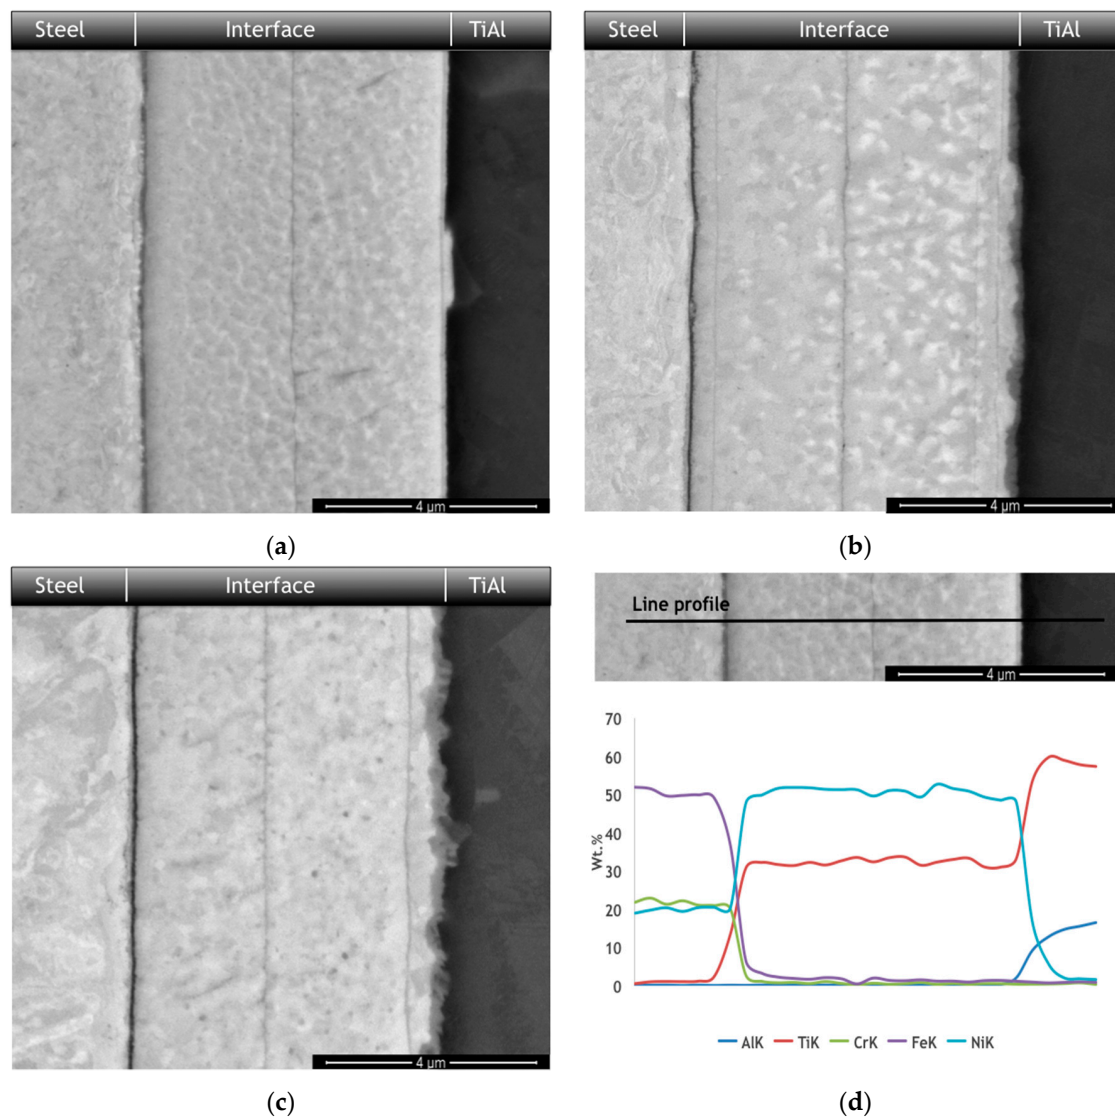 Steel Interface TiAl
Steel Interface TiAl
4 µm
4 µm
(a)
(b)
Steel Interface TiAl
Line profile
4 µm
70
60
50
40
30
20
10
0
Wt.%
AlK TiK CrK FeK NiK
4 µm
(c)
(d)